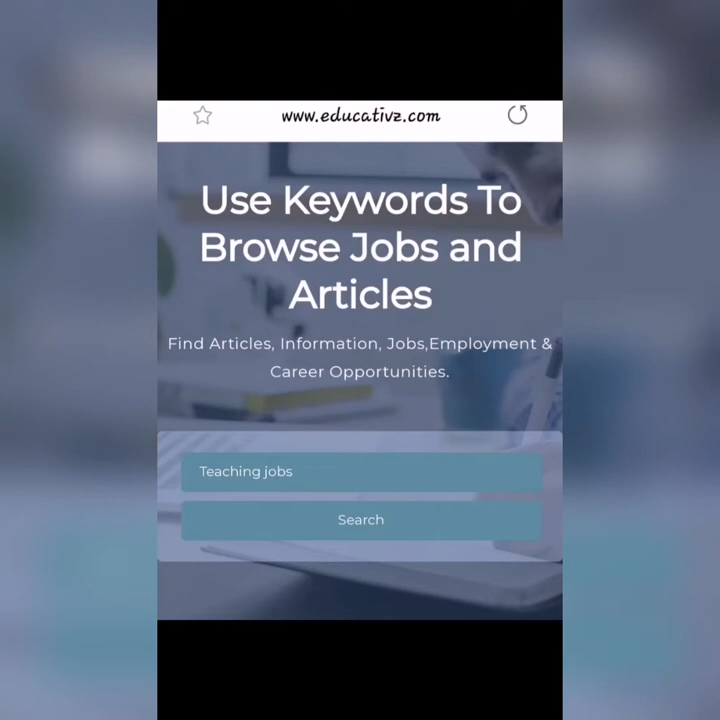 www.educativz.com
Use Keywords To
Browse Jobs and
Articles
Find Articles, Information, Jobs,Employment &
Career Opportunities.
Teaching jobs
Search